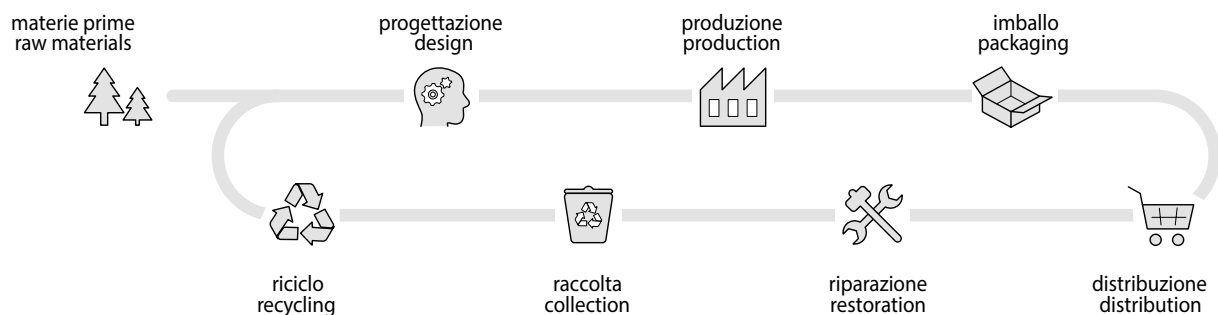 materie prime
raw materials
progettazione
design
produzione
production
imballo
packaging
riciclo
recycling
raccolta
collection
riparazione
restoration
distribuzione
distribution